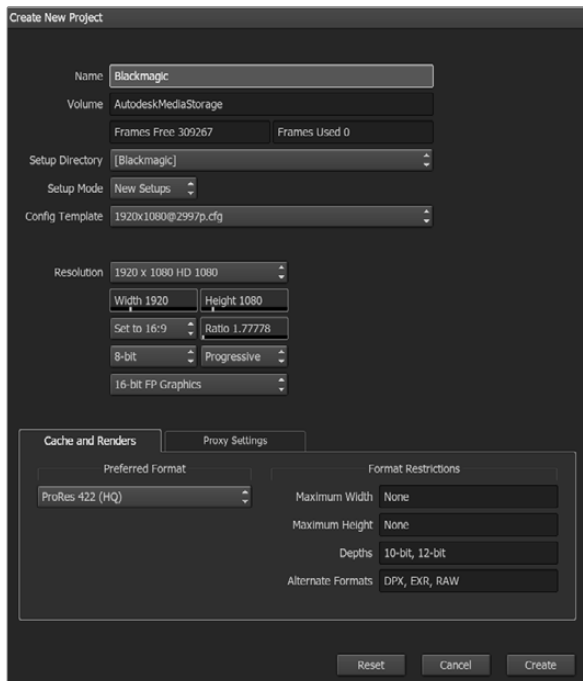 Create New Project
Name Blackmagic
Volume AutodeskMediaStorage
Frames Free 309267 Frames Used 0
Setup Directory [Blackmagic]
Setup Mode New Setups
Config Template 1920x1080@2997p.cfg
Resolution 1920 x 1080 HD 1080
Width 1920 Height 1080
Set to 16:9 Ratio 1.77778
8-bit Progressive
16-bit FP Graphics
Cache and Renders Proxy Settings
Preferred Format Format Restrictions
ProRes 422 (HQ) Maximum Width None
Maximum Height None
Depths 10-bit, 12-bit
Alternate Formats DPX, EXR, RAW
Reset Cancel Create